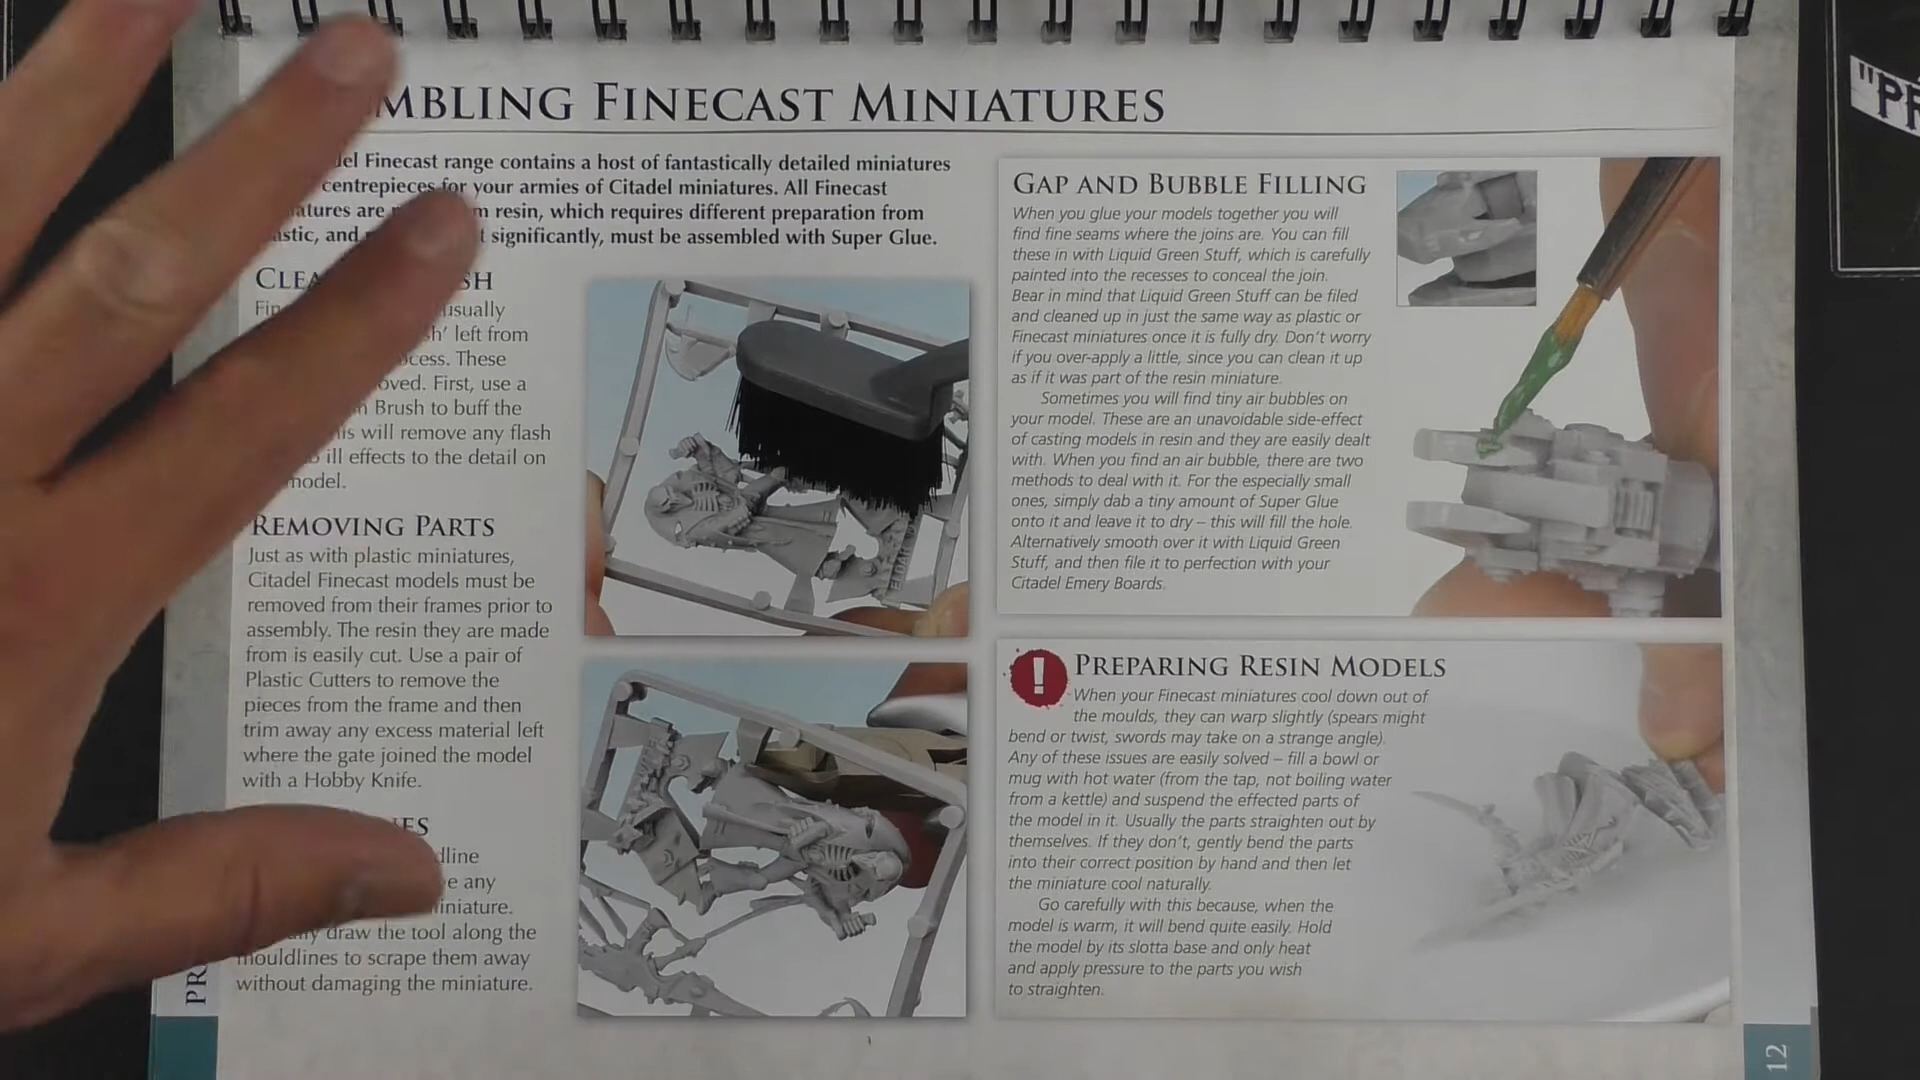 MBLING FINECAST MINIATURES
Finecast range contains a host of fantastically detailed miniatures
centrepieces for your armies of Citadel miniatures. All Finecast
are resin, which requires different preparation from
and significantly, must be assembled with Super Glue.
usually
left from
These
First, use a
Brush to buff the
will remove any flash
ill effects to the detail on
model.
REMOVING PARTS
Just as with plastic miniatures,
Citadel Finecast models must be
removed from their frames prior to
assembly. The resin they are made
from is easily cut. Use a pair of
Plastic Cutters to remove the
pieces from the frame and then
trim away any excess material left
where the gate joined the model
with a Hobby Knife.
any
miniature.
draw the tool along the
mouldlines to scrape them away
without damaging the miniature.
GAP AND BUBBLE FILLING
When you glue your models together you will
find fine seams where the joins are. You can fill
these in with Liquid Green Stuff, which is carefully
painted into the recesses to conceal the join.
Bear in mind that Liquid Green Stuff can be filed
and cleaned up in just the same way as plastic or
Finecast miniatures once it is fully dry. Don't worry
if you over-apply a little, since you can clean it up
as if it was part of the resin miniature.
Sometimes you will find tiny air bubbles on
your model. These are an unavoidable side-effect
of casting models in resin and they are easily dealt
with. When you find an air bubble, there are two
methods to deal with it. For the especially small
ones, simply dab a tiny amount of Super Glue
onto it and leave it to dry – this will fill the hole.
Alternatively smooth over it with Liquid Green
Stuff, and then file it to perfection with your
Citadel Emery Boards.
! PREPARING RESIN MODELS
When your Finecast miniatures cool down out of
the moulds, they can warp slightly (spears might
bend or twist, swords may take on a strange angle).
Any of these issues are easily solved – fill a bowl or
mug with hot water (from the tap, not boiling water
from a kettle) and suspend the effected parts of
the model in it. Usually the parts straighten out by
themselves. If they don't, gently bend the parts
into their correct position by hand and then let
the miniature cool naturally.
Go carefully with this because, when the
model is warm, it will bend quite easily. Hold
the model by its slotta base and only heat
and apply pressure to the parts you wish
to straighten.
12